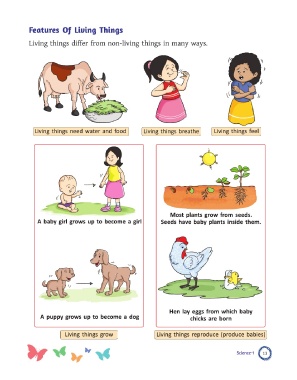 Features Of Living Things
Living things differ from non-living things in many ways.
Living things need water and food
Living things breathe
Living things feel
A baby girl grows up to become a girl
Most plants grow from seeds.
Seeds have baby plants inside them.
A puppy grows up to become a dog
Hen lay eggs from which baby
chicks are born
Living things grow
Living things reproduce (produce babies)
Science-1
13